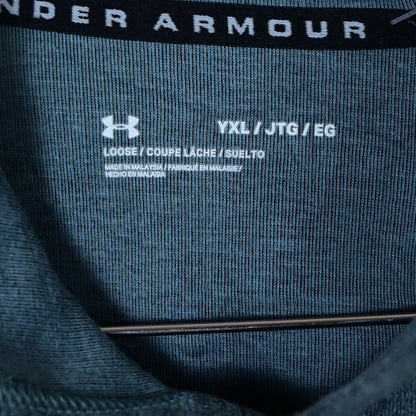 NDER ARMOUR
YXL / JTG / EG
LOOSE / COUPE LÂCHE / SUELTO
MADE IN MALAYSIA / FABRIQUÉ EN MALAISIE /
HECHO EN MALASIA